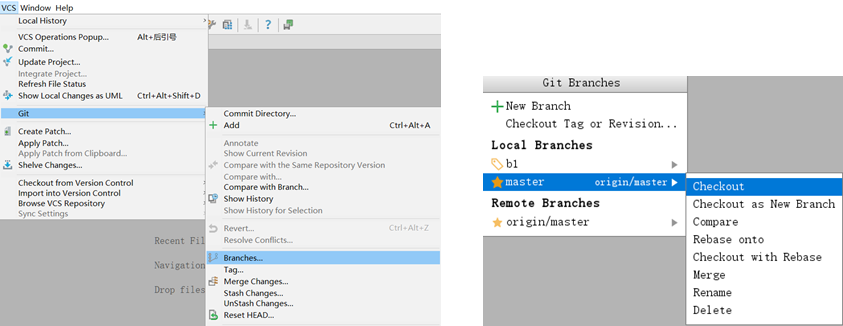 VCS Window Help
Local History
VCS Operations Popup... Alt+后引号
Commit...
Update Project...
Integrate Project...
Refresh File Status
Show Local Changes as UML Ctrl+Alt+Shift+D
Git
Create Patch...
Apply Patch...
Apply Patch from Clipboard...
Shelve Changes...
Checkout from Version Control
Import into Version Control
Browse VCS Repository
Sync Settings
Commit Directory...
Add Ctrl+Alt+A
Annotate
Show Current Revision
Compare with the Same Repository Version
Compare with...
Compare with Branch...
Show History
Show History for Selection
Revert... Ctrl+Alt+Z
Resolve Conflicts...
Branches...
Tag...
Merge Changes...
Stash Changes...
UnStash Changes...
Reset HEAD...
Recent Fil
Navigation
Drop files
Git Branches
New Branch
Checkout Tag or Revision...
Local Branches
b1
master origin/master
Remote Branches
origin/master
Checkout
Checkout as New Branch
Compare
Rebase onto
Checkout with Rebase
Merge
Rename
Delete